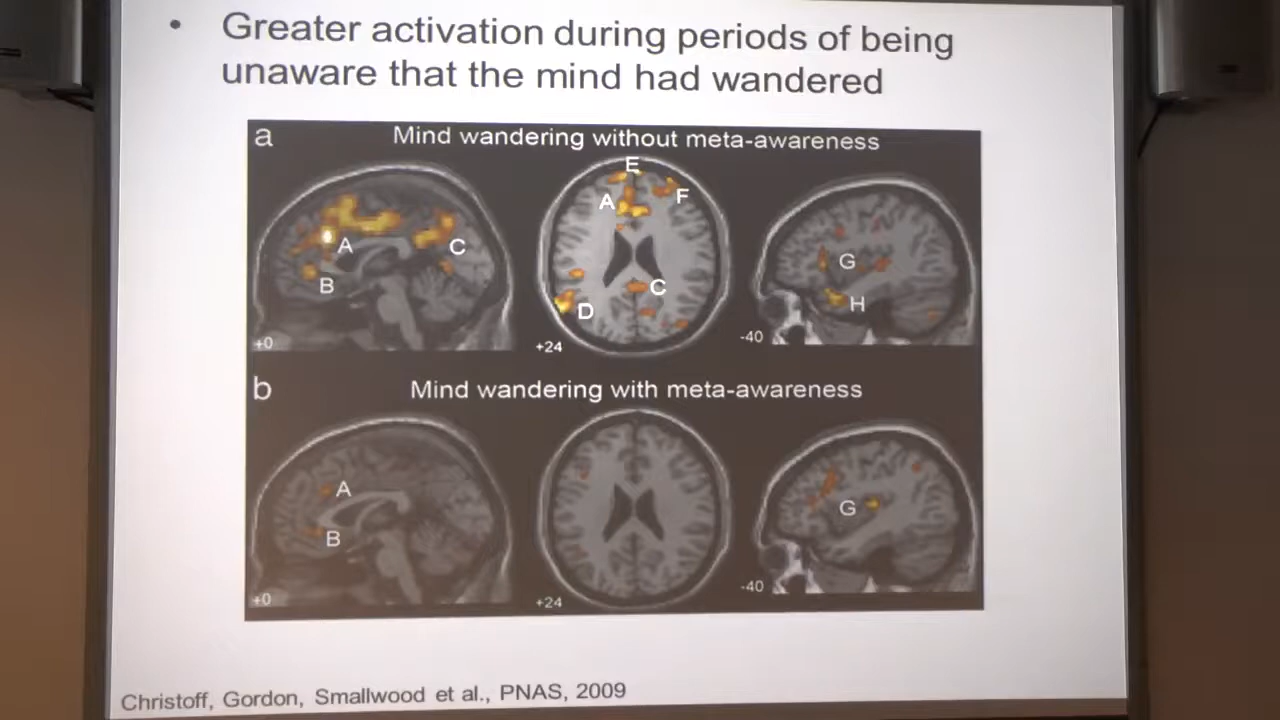 • Greater activation during periods of being
unaware that the mind had wandered
a Mind wandering without meta-awareness
E
A F
A C
B
C
D
G
H
+0 +24 -40
b Mind wandering with meta-awareness
A
B
G
+0 +24 -40
Christoff, Gordon, Smallwood et al., PNAS, 2009